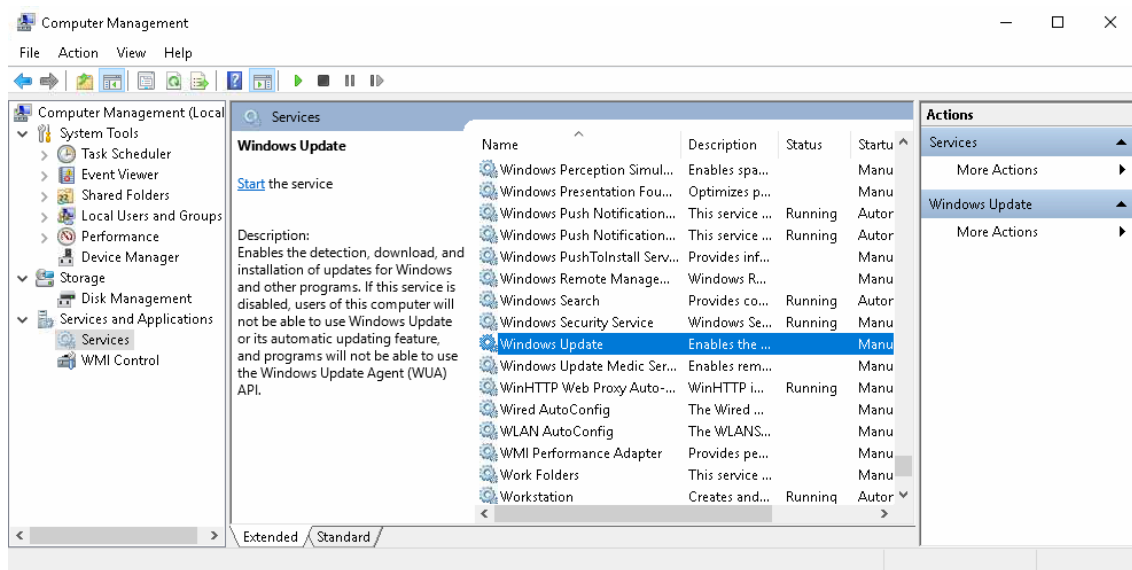 Computer Management
File Action View Help
Computer Management (Local
System Tools
Task Scheduler
Event Viewer
Shared Folders
Local Users and Groups
Performance
Device Manager
Storage
Disk Management
Services and Applications
Services
WMI Control
Services
Windows Update
Start the service
Description:
Enables the detection, download, and
installation of updates for Windows
and other programs. If this service is
disabled, users of this computer will
not be able to use Windows Update
or its automatic updating feature,
and programs will not be able to use
the Windows Update Agent (WUA)
API.
Name Description Status Startu
Windows Perception Simul... Enables spa... Manu
Windows Presentation Fou... Optimizes p... Manu
Windows Push Notification... This service ... Running Autor
Windows Push Notification... This service ... Running Autor
Windows PushToInstall Serv... Provides inf... Manu
Windows Remote Manage... Windows R... Manu
Windows Search Provides co... Running Autor
Windows Security Service Windows Se... Running Manu
Windows Update Enables the ... Manu
Windows Update Medic Ser... Enables rem... Manu
WinHTTP Web Proxy Auto-... WinHTTP i... Running Manu
Wired AutoConfig The Wired ... Manu
WLAN AutoConfig The WLANS... Manu
WMI Performance Adapter Provides pe... Manu
Work Folders This service ... Manu
Workstation Creates and... Running Autor
Extended Standard
Actions
Services
More Actions
Windows Update
More Actions